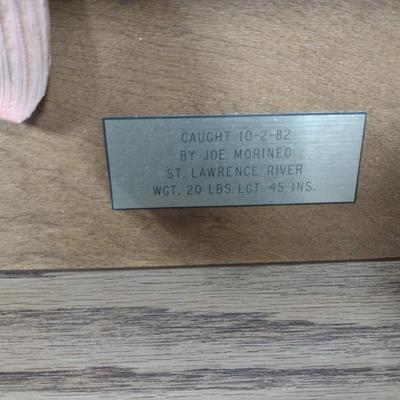 CAUGHT 10-2-82
BY JOE MORINEO
ST. LAWRENCE RIVER
WGT. 20 LBS. LGT. 45 INS.